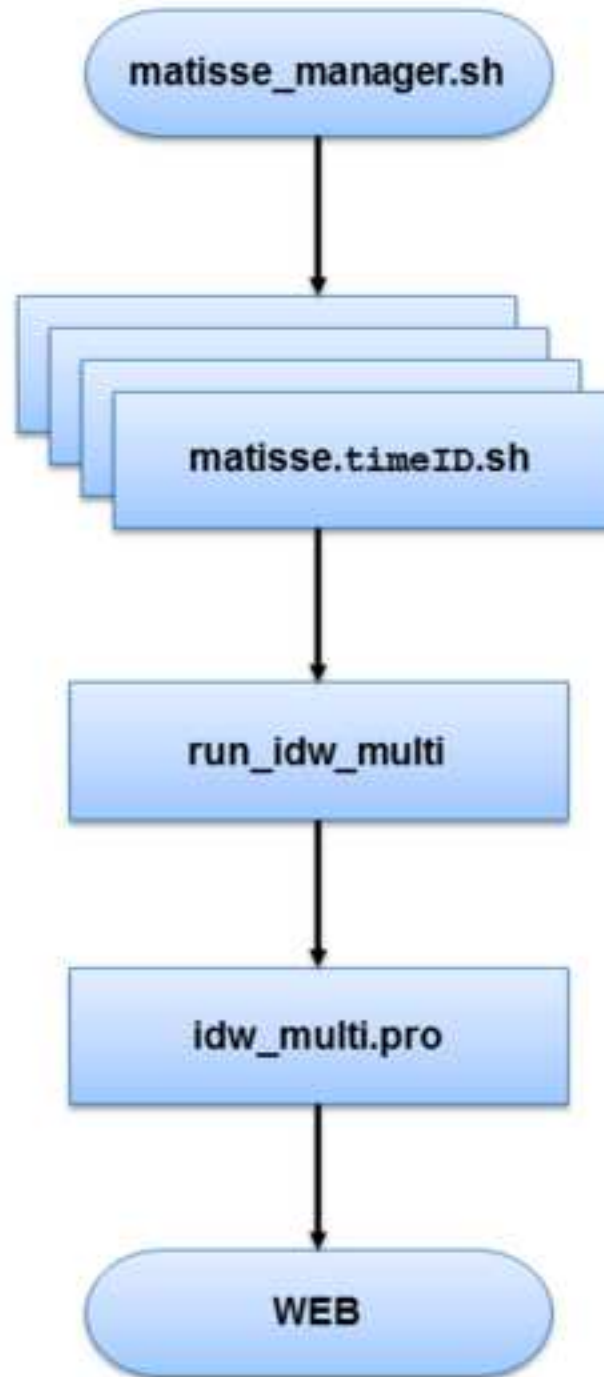 matisse_manager.sh
matisse.timeID.sh
run_idw_multi
idw_multi.pro
WEB